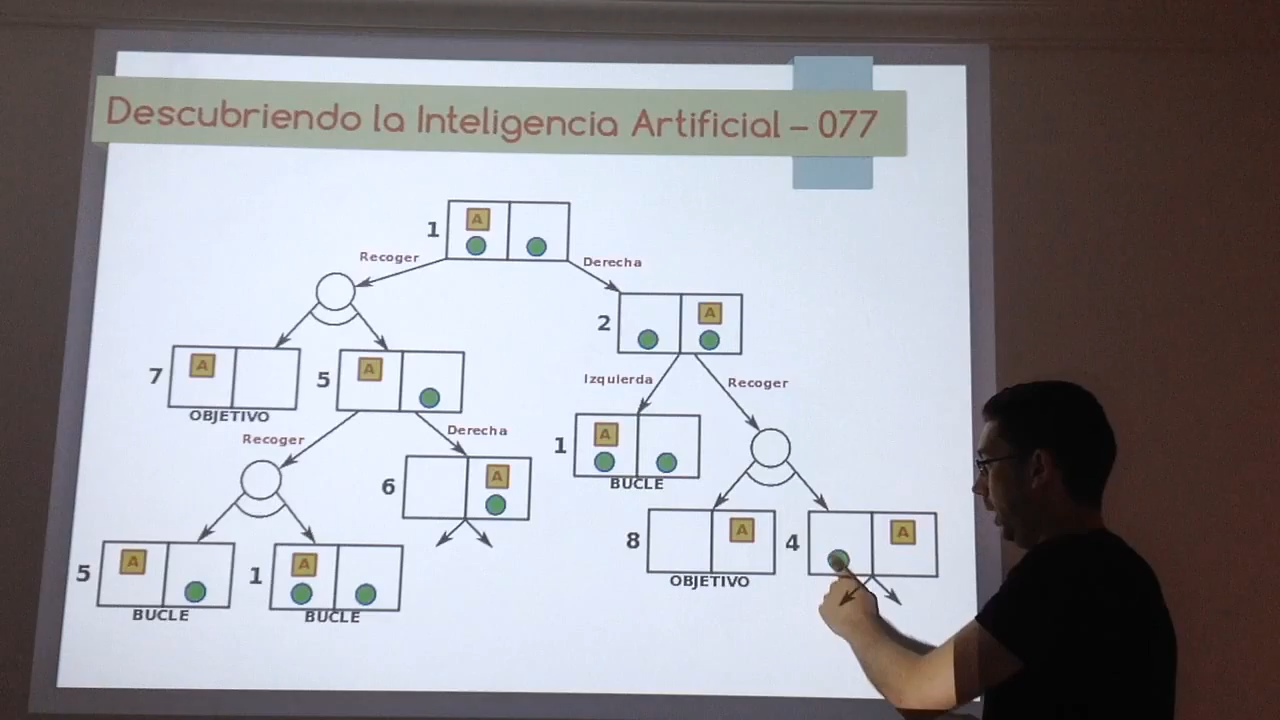 Descubriendo la Inteligencia Artificial – 077
1 A
Recoger Derecha
2 A
7 A 5 A
OBJETIVO
Izquierda Recoger
Recoger Derecha
1 A
BUCLE
6 A
8 A 4 A
OBJETIVO
5 A 1 A
BUCLE BUCLE